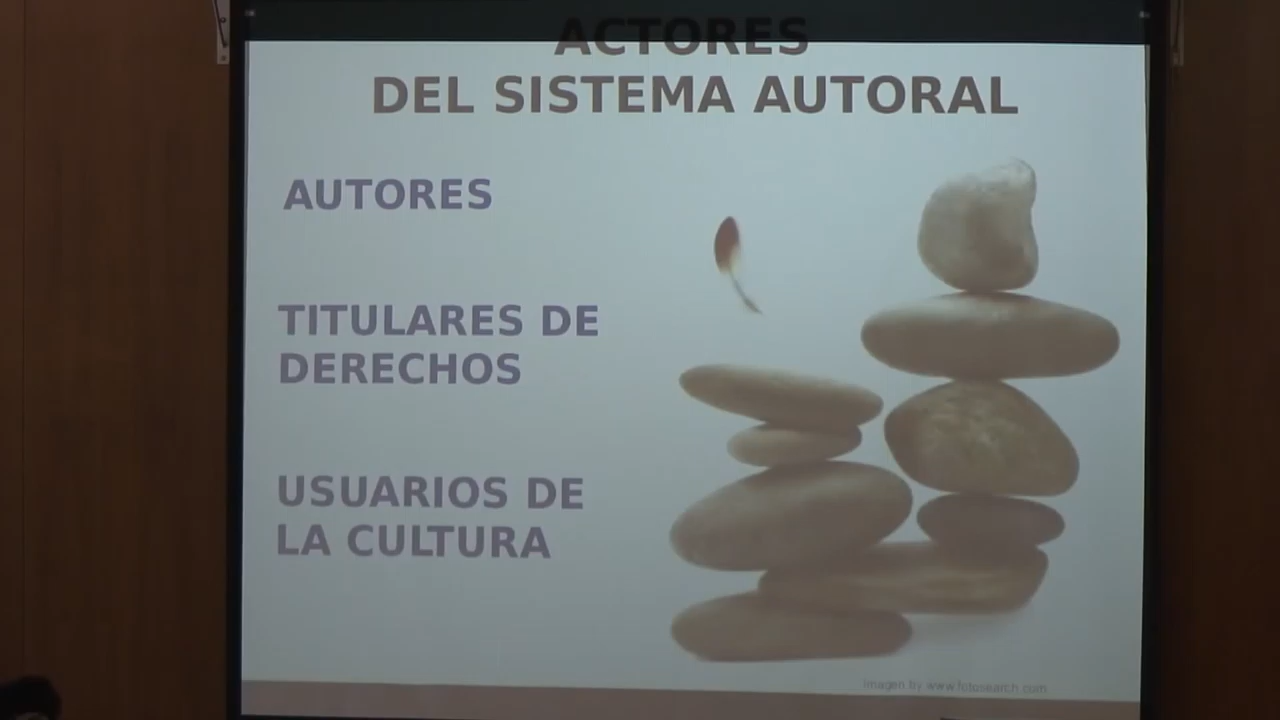 ACTORES
DEL SISTEMA AUTORAL
AUTORES
TITULARES DE
DERECHOS
USUARIOS DE
LA CULTURA
imagen by www.fotosearch.com